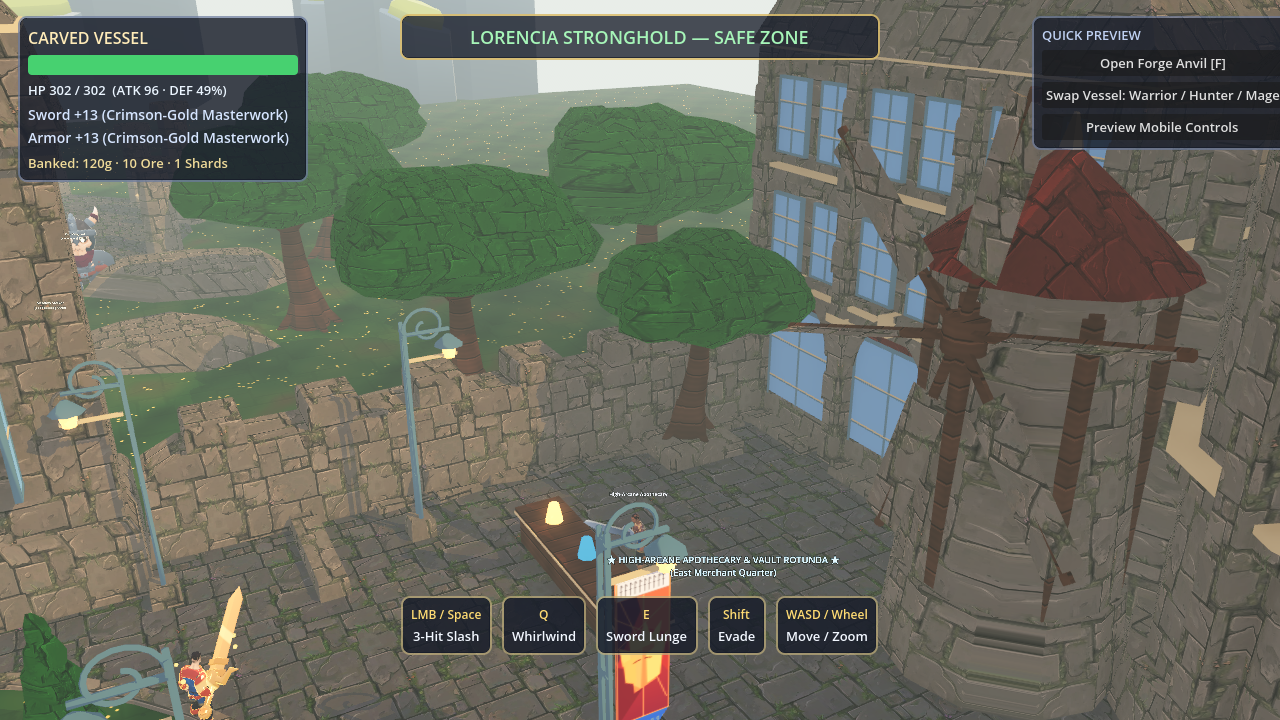 CARVED VESSEL
HP 302 / 302 (ATK 96 · DEF 49%)
Sword +13 (Crimson-Gold Masterwork)
Armor +13 (Crimson-Gold Masterwork)
Banked: 120g · 10 Ore · 1 Shards
LORENCIA STRONGHOLD — SAFE ZONE
QUICK PREVIEW
Open Forge Anvil [F]
Swap Vessel: Warrior / Hunter / Mage
Preview Mobile Controls
High-Arcane Apothecary
★ HIGH-ARCANE APOTHECARY & VAULT ROTUNDA ★
(East Merchant Quarter)
LMB / Space
3-Hit Slash
Q
Whirlwind
E
Sword Lunge
Shift
Evade
WASD / Wheel
Move / Zoom